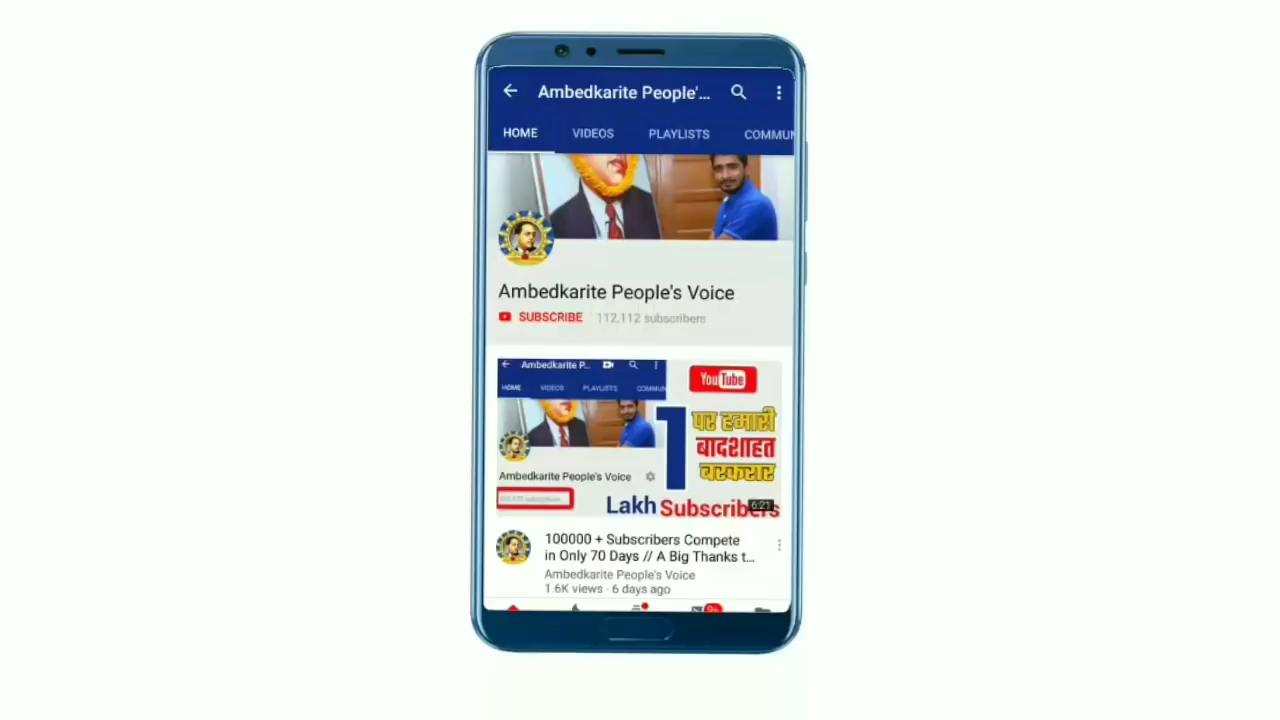 Ambedkarite People'...
HOME VIDEOS PLAYLISTS COMMUN
Ambedkarite People's Voice
SUBSCRIBE 112,112 subscribers
Ambedkarite P...
HOME VIDEOS PLAYLISTS COMMUN
YouTube
1 पर हमारी
बादशाहत
बरकरार
Ambedkarite People's Voice
Lakh Subscribers
6:21
100000 + Subscribers Compete
in Only 70 Days // A Big Thanks t...
Ambedkarite People's Voice
1.6K views · 6 days ago
9+